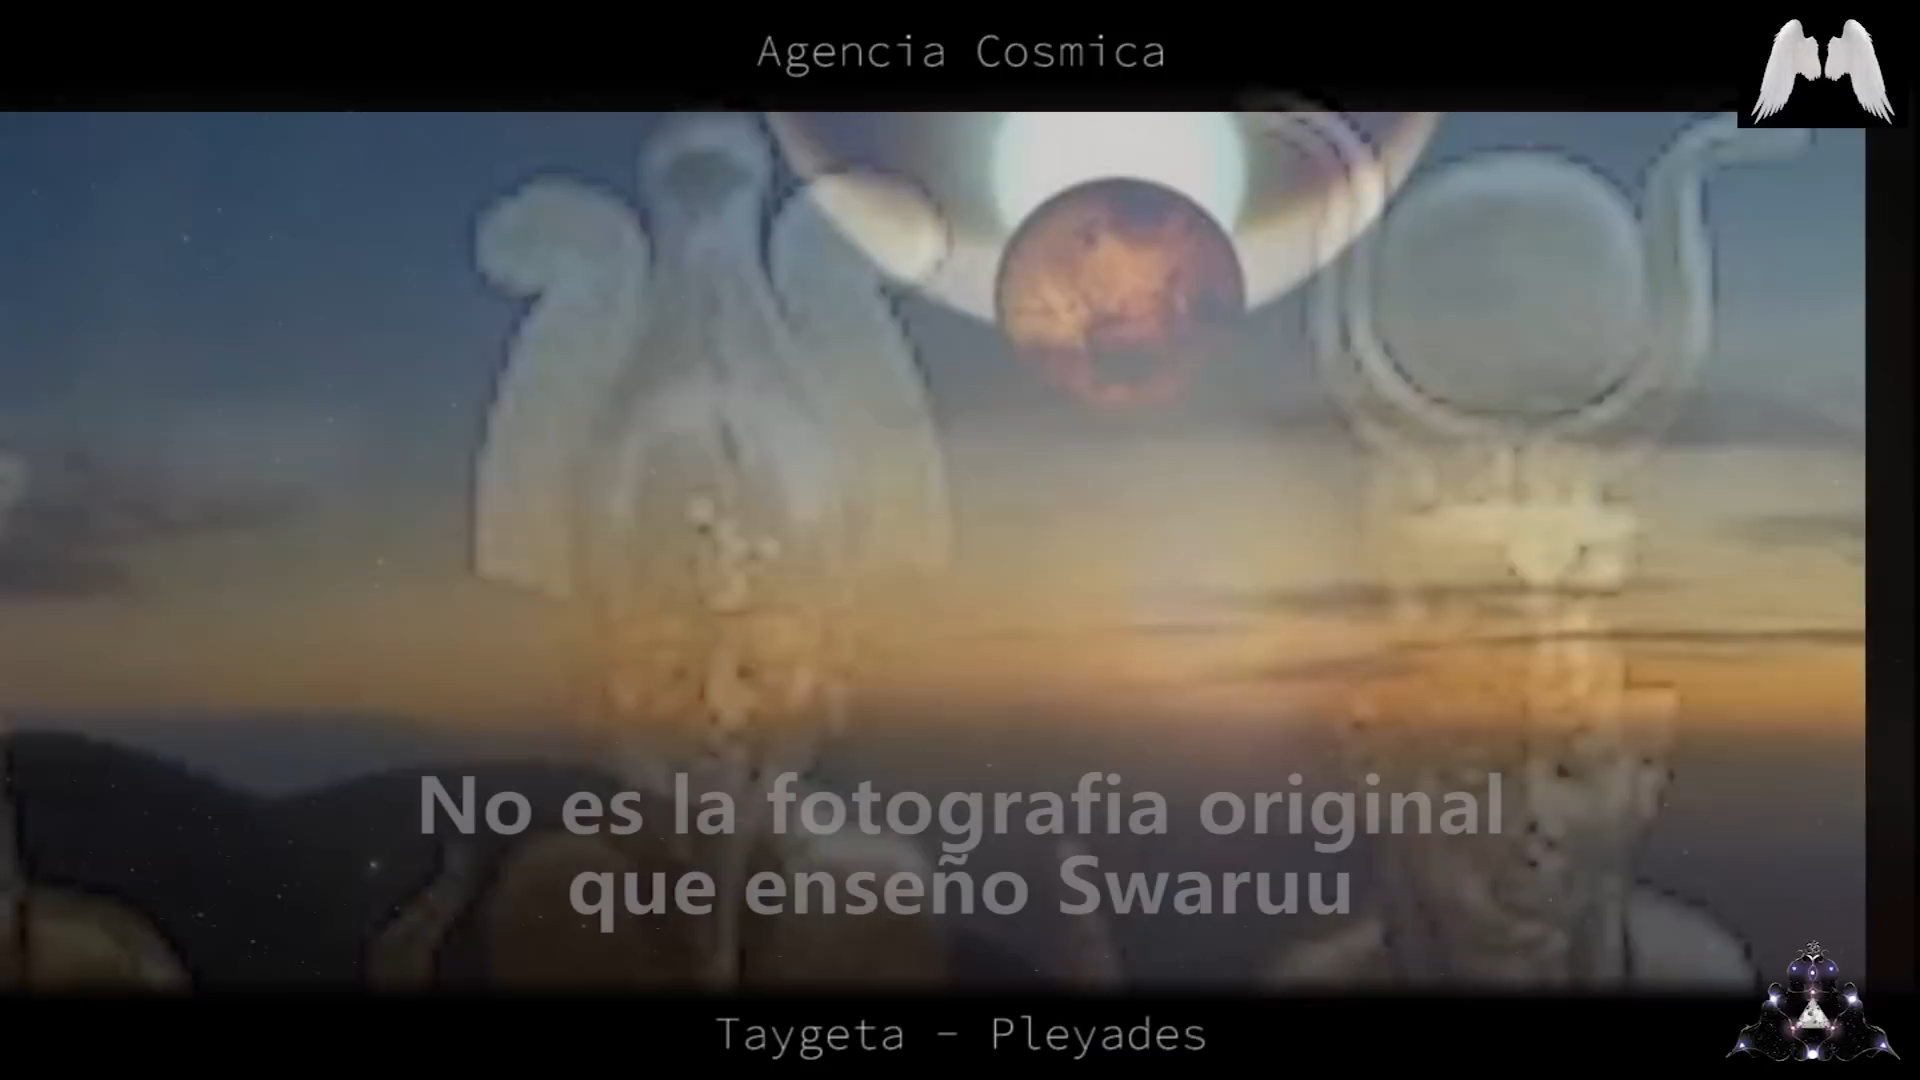 Agencia Cosmica
No es la fotografia original
que enseño Swaruu
Taygeta - Pleyades